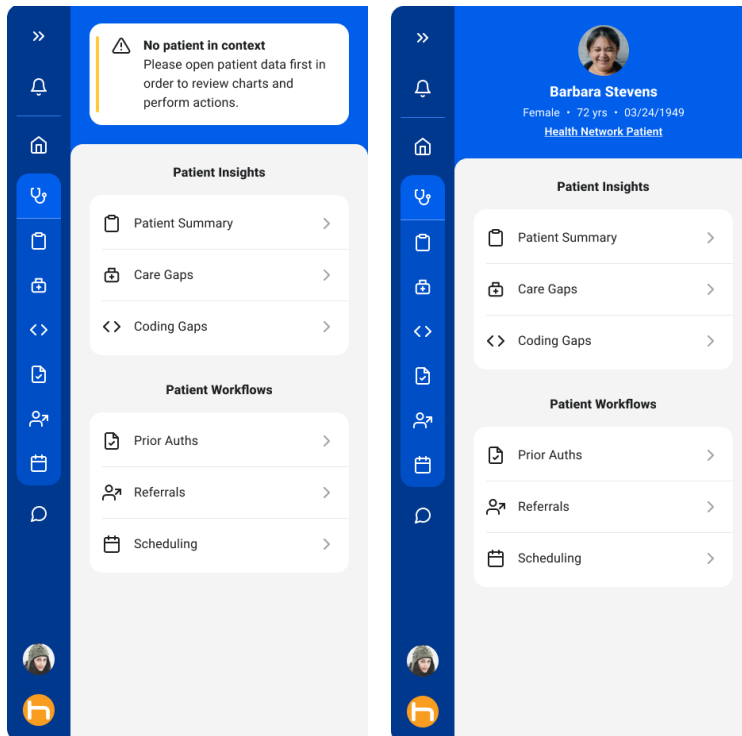 No patient in context
Please open patient data first in
order to review charts and
perform actions.
Patient Insights
Patient Summary
Care Gaps
Coding Gaps
Patient Workflows
Prior Auths
Referrals
Scheduling
Barbara Stevens
Female • 72 yrs • 03/24/1949
Health Network Patient
Patient Insights
Patient Summary
Care Gaps
Coding Gaps
Patient Workflows
Prior Auths
Referrals
Scheduling